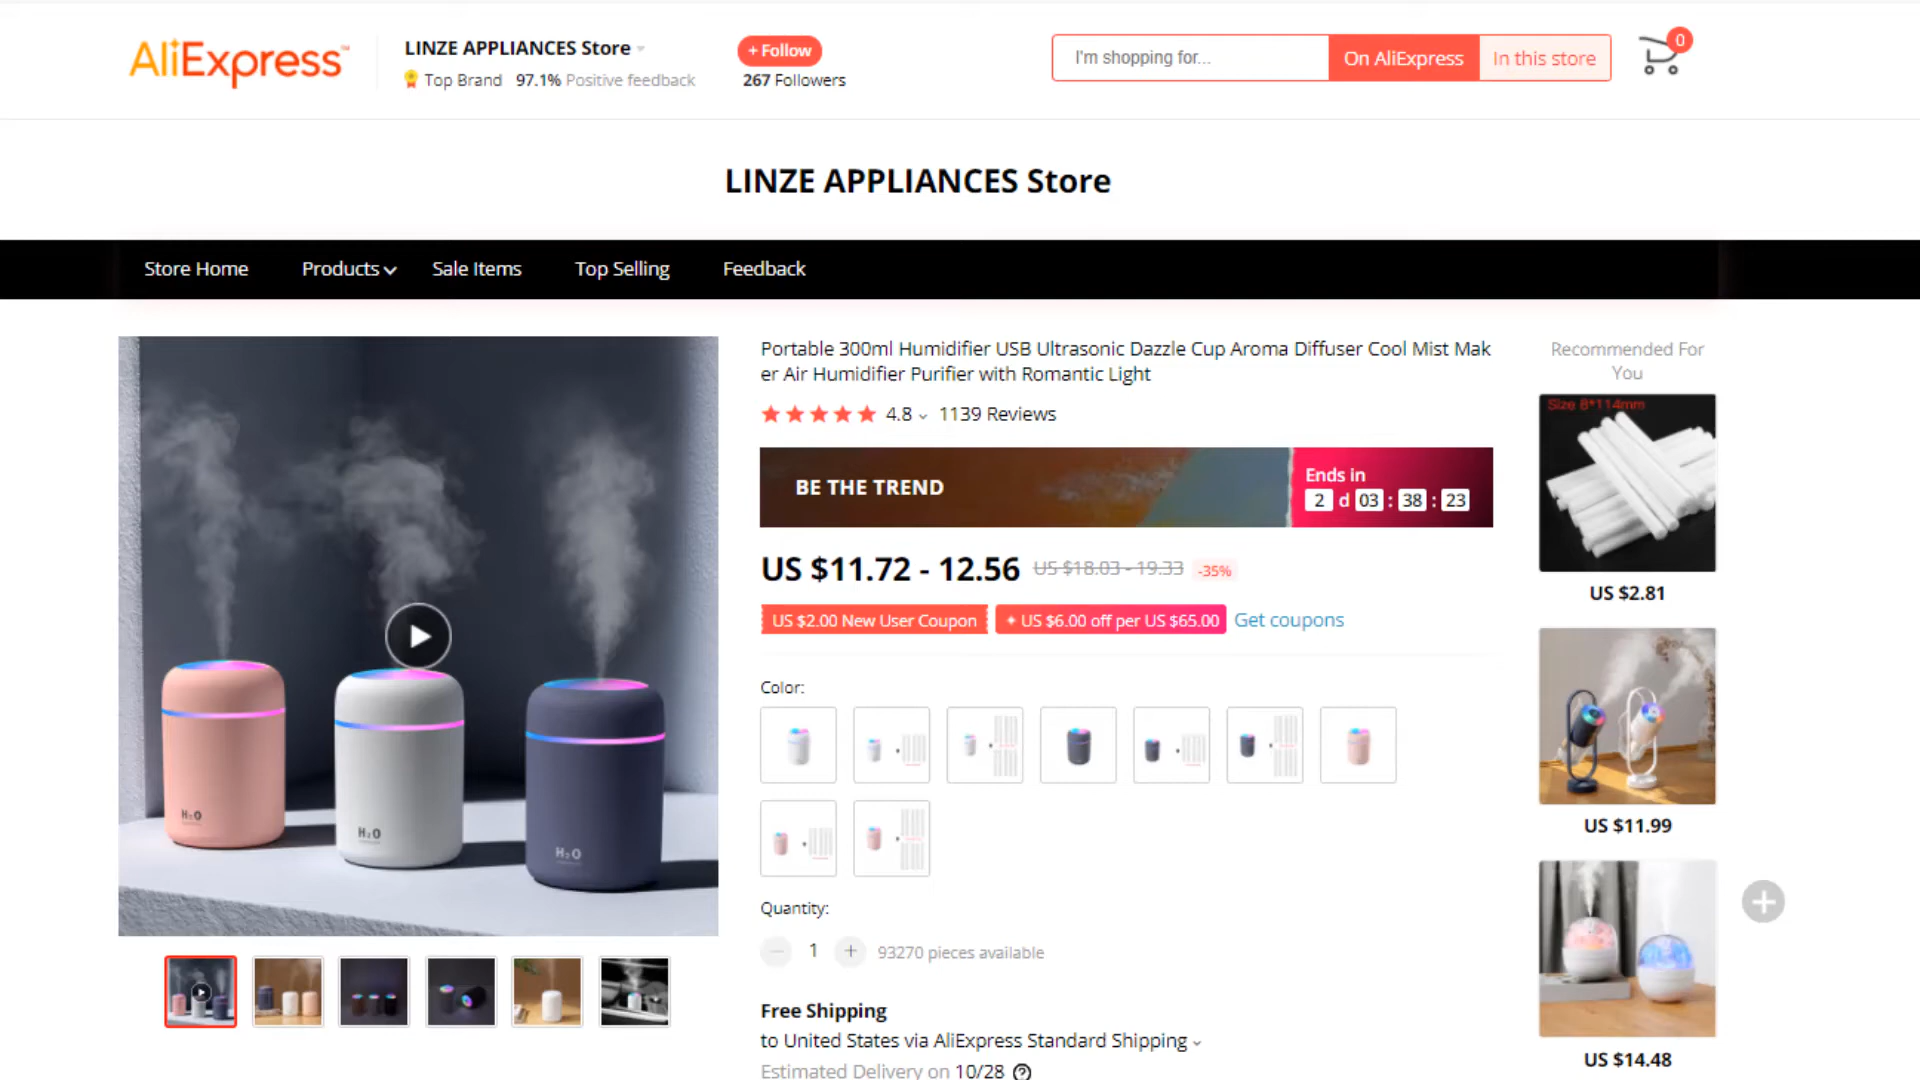 AliExpress™
LINZE APPLIANCES Store
Top Brand 97.1% Positive feedback
+ Follow
267 Followers
I'm shopping for...
On AliExpress
In this store
0
LINZE APPLIANCES Store
Store Home
Products
Sale Items
Top Selling
Feedback
H2O
H2O
H2O
Portable 300ml Humidifier USB Ultrasonic Dazzle Cup Aroma Diffuser Cool Mist Mak
er Air Humidifier Purifier with Romantic Light
4.8 1139 Reviews
BE THE TREND
Ends in
2 d 03 : 38 : 23
US $11.72 - 12.56 US $18.03 - 19.33 -35%
US $2.00 New User Coupon
US $6.00 off per US $65.00
Get coupons
Color:
Quantity:
1
93270 pieces available
Free Shipping
to United States via AliExpress Standard Shipping
Estimated Delivery on 10/28
Recommended For
You
Size 8*114mm
US $2.81
US $11.99
US $14.48